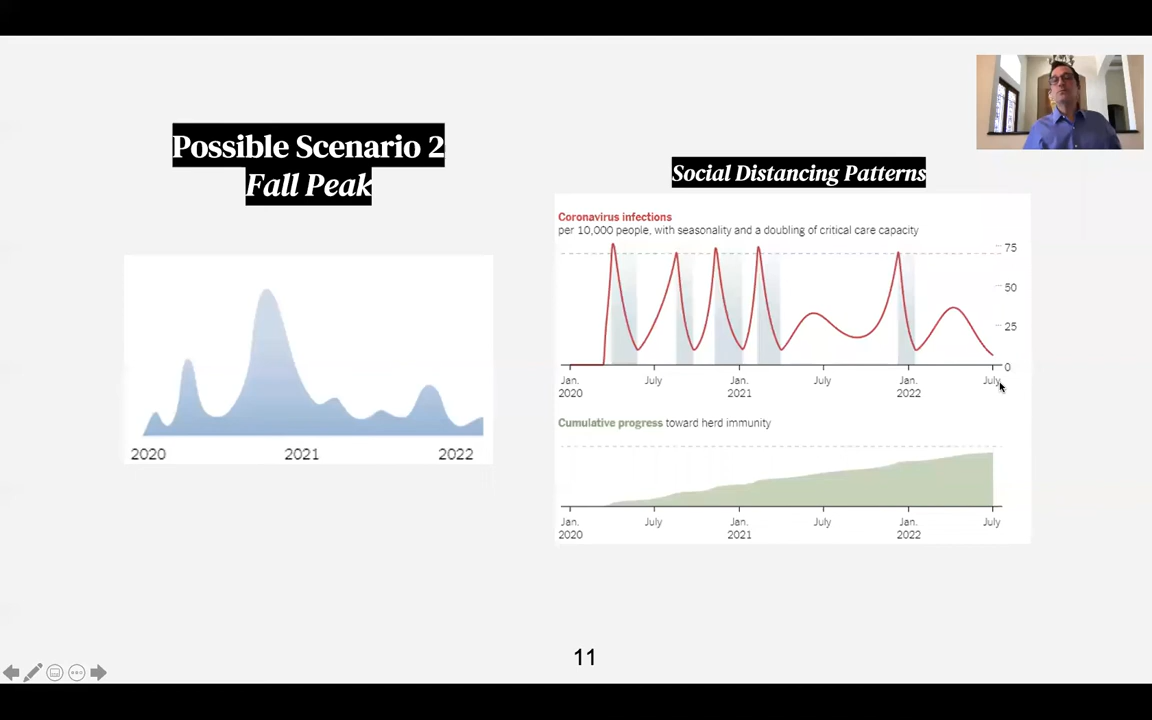 Possible Scenario 2
Fall Peak
2020 2021 2022
Social Distancing Patterns
Coronavirus infections
per 10,000 people, with seasonality and a doubling of critical care capacity
75
50
25
0
Jan. July Jan. July Jan. July
2020 2021 2022
Cumulative progress toward herd immunity
Jan. July Jan. July Jan. July
2020 2021 2022
11